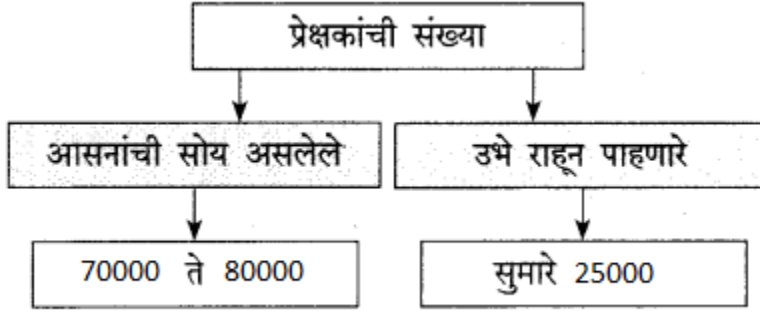 प्रेक्षकांची संख्या
आसनांची सोय असलेले
उभे राहून पाहणारे
70000 ते 80000
सुमारे 25000